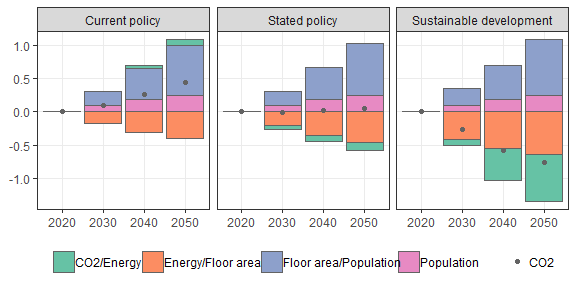 Current policy
Stated policy
Sustainable development
1.0
0.5
0.0
-0.5
-1.0
2020 2030 2040 2050
2020 2030 2040 2050
2020 2030 2040 2050
CO2/Energy
Energy/Floor area
Floor area/Population
Population
CO2